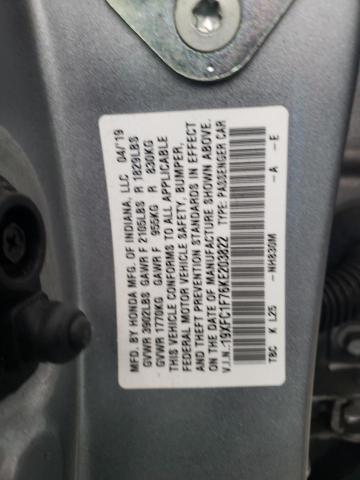 MFD. BY HONDA MFG. OF INDIANA, LLC 04/'19
GVWR 3902LBS GAWR F 2105LBS R 1829LBS
GVWR 1770KG GAWR F 955KG R 830KG
THIS VEHICLE CONFORMS TO ALL APPLICABLE
FEDERAL MOTOR VEHICLE SAFETY, BUMPER,
AND THEFT PREVENTION STANDARDS IN EFFECT
ON THE DATE OF MANUFACTURE SHOWN ABOVE.
V.I.N.:19XFC1F76KE203822 TYPE: PASSENGER CAR
TBC K L25 -NH830M -A -E